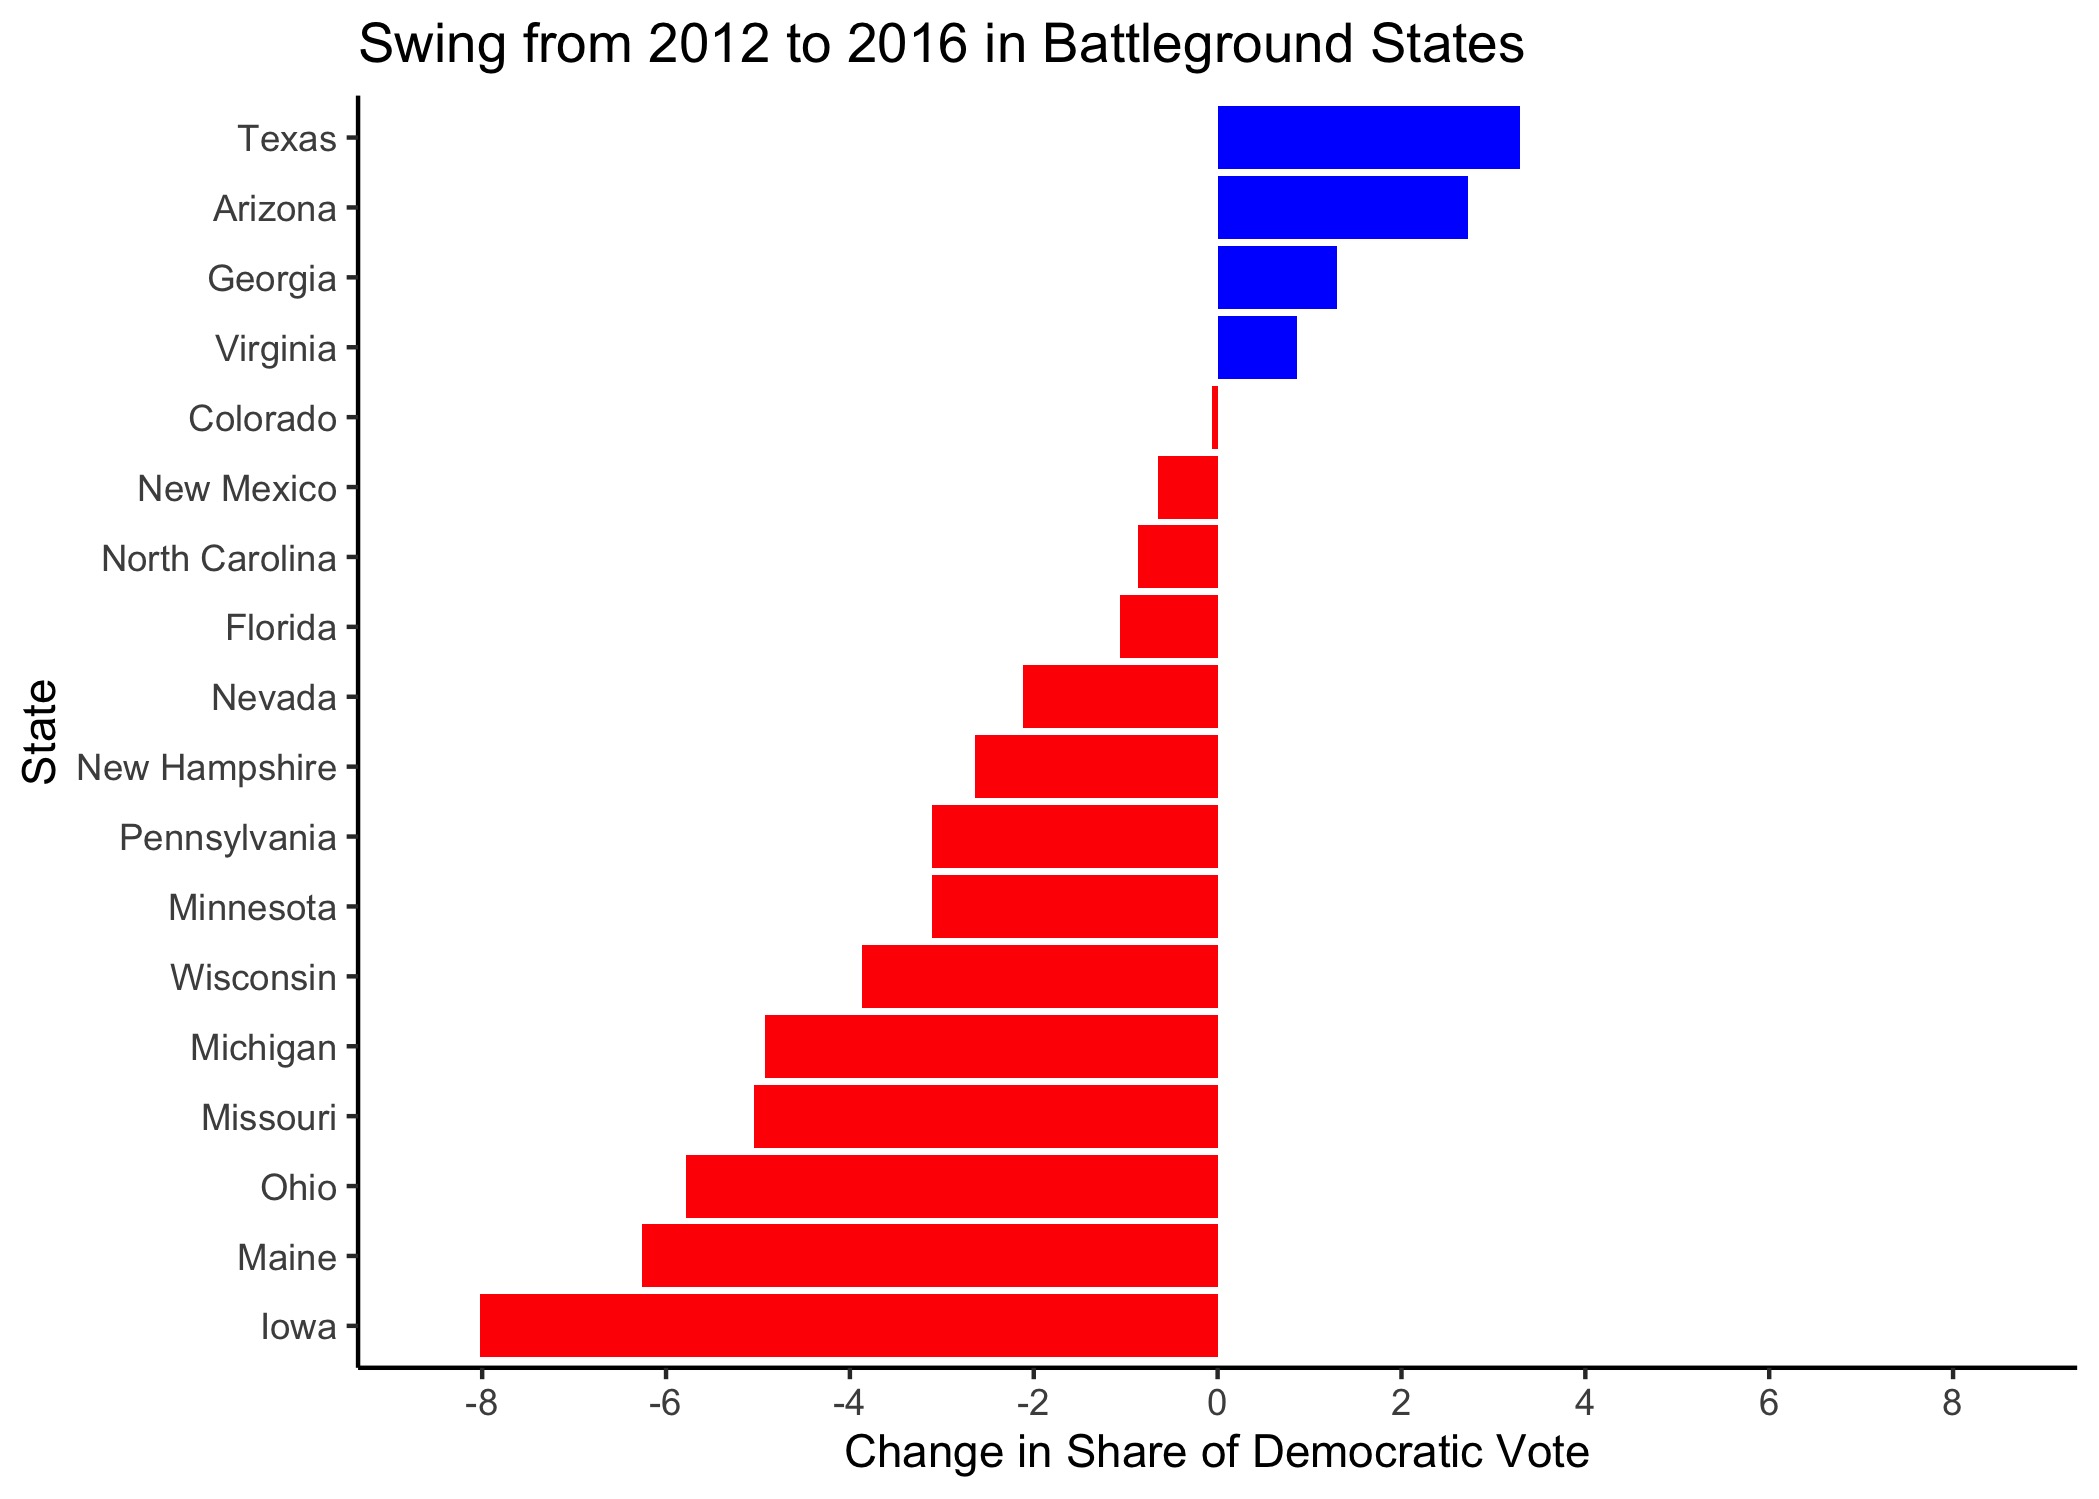 Swing from 2012 to 2016 in Battleground States
Texas
Arizona
Georgia
Virginia
Colorado
New Mexico
North Carolina
Florida
Nevada
New Hampshire
Pennsylvania
Minnesota
Wisconsin
Michigan
Missouri
Ohio
Maine
Iowa
State
-8 -6 -4 -2 0 2 4 6 8
Change in Share of Democratic Vote